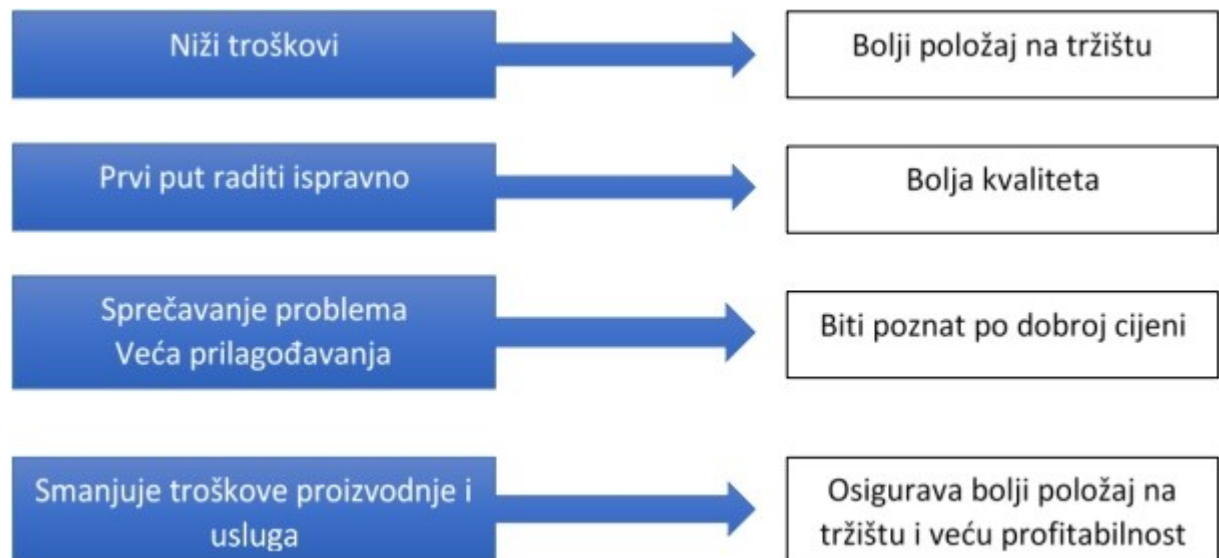 Niži troškovi
Bolji položaj na tržištu
Prvi put raditi ispravno
Bolja kvaliteta
Sprečavanje problema
Veća prilagođavanja
Biti poznat po dobroj cijeni
Smanjuje troškove proizvodnje i
usluga
Osigurava bolji položaj na
tržištu i veću profitabilnost